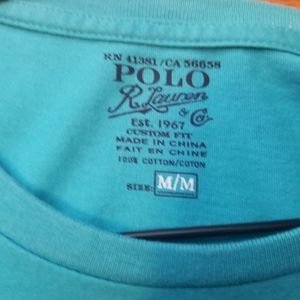 RN 41381/CA 56658
POLO
R. Lauren
& Co
EST. 1967
CUSTOM FIT
MADE IN CHINA
FAIT EN CHINE
100% COTTON/COTON
SIZE: M/M